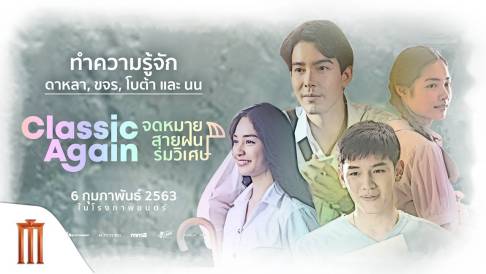 ทำความรู้จัก
ดาหลา, ขจร, โบต้า และ นน
Classic
Again
จดหมาย
สายฝน
ร่มวิเศษ
6 กุมภาพันธ์ 2563
ในโรงภาพยนตร์